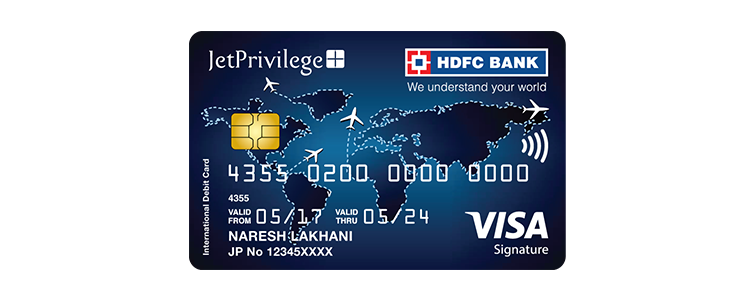 JetPrivilege
HDFC BANK
We understand your world
International Debit Card
4355 0200 0000 0000
4355
VALID FROM 05/17 VALID THRU 05/24
NARESH LAKHANI
JP No 12345XXXX
VISA
Signature